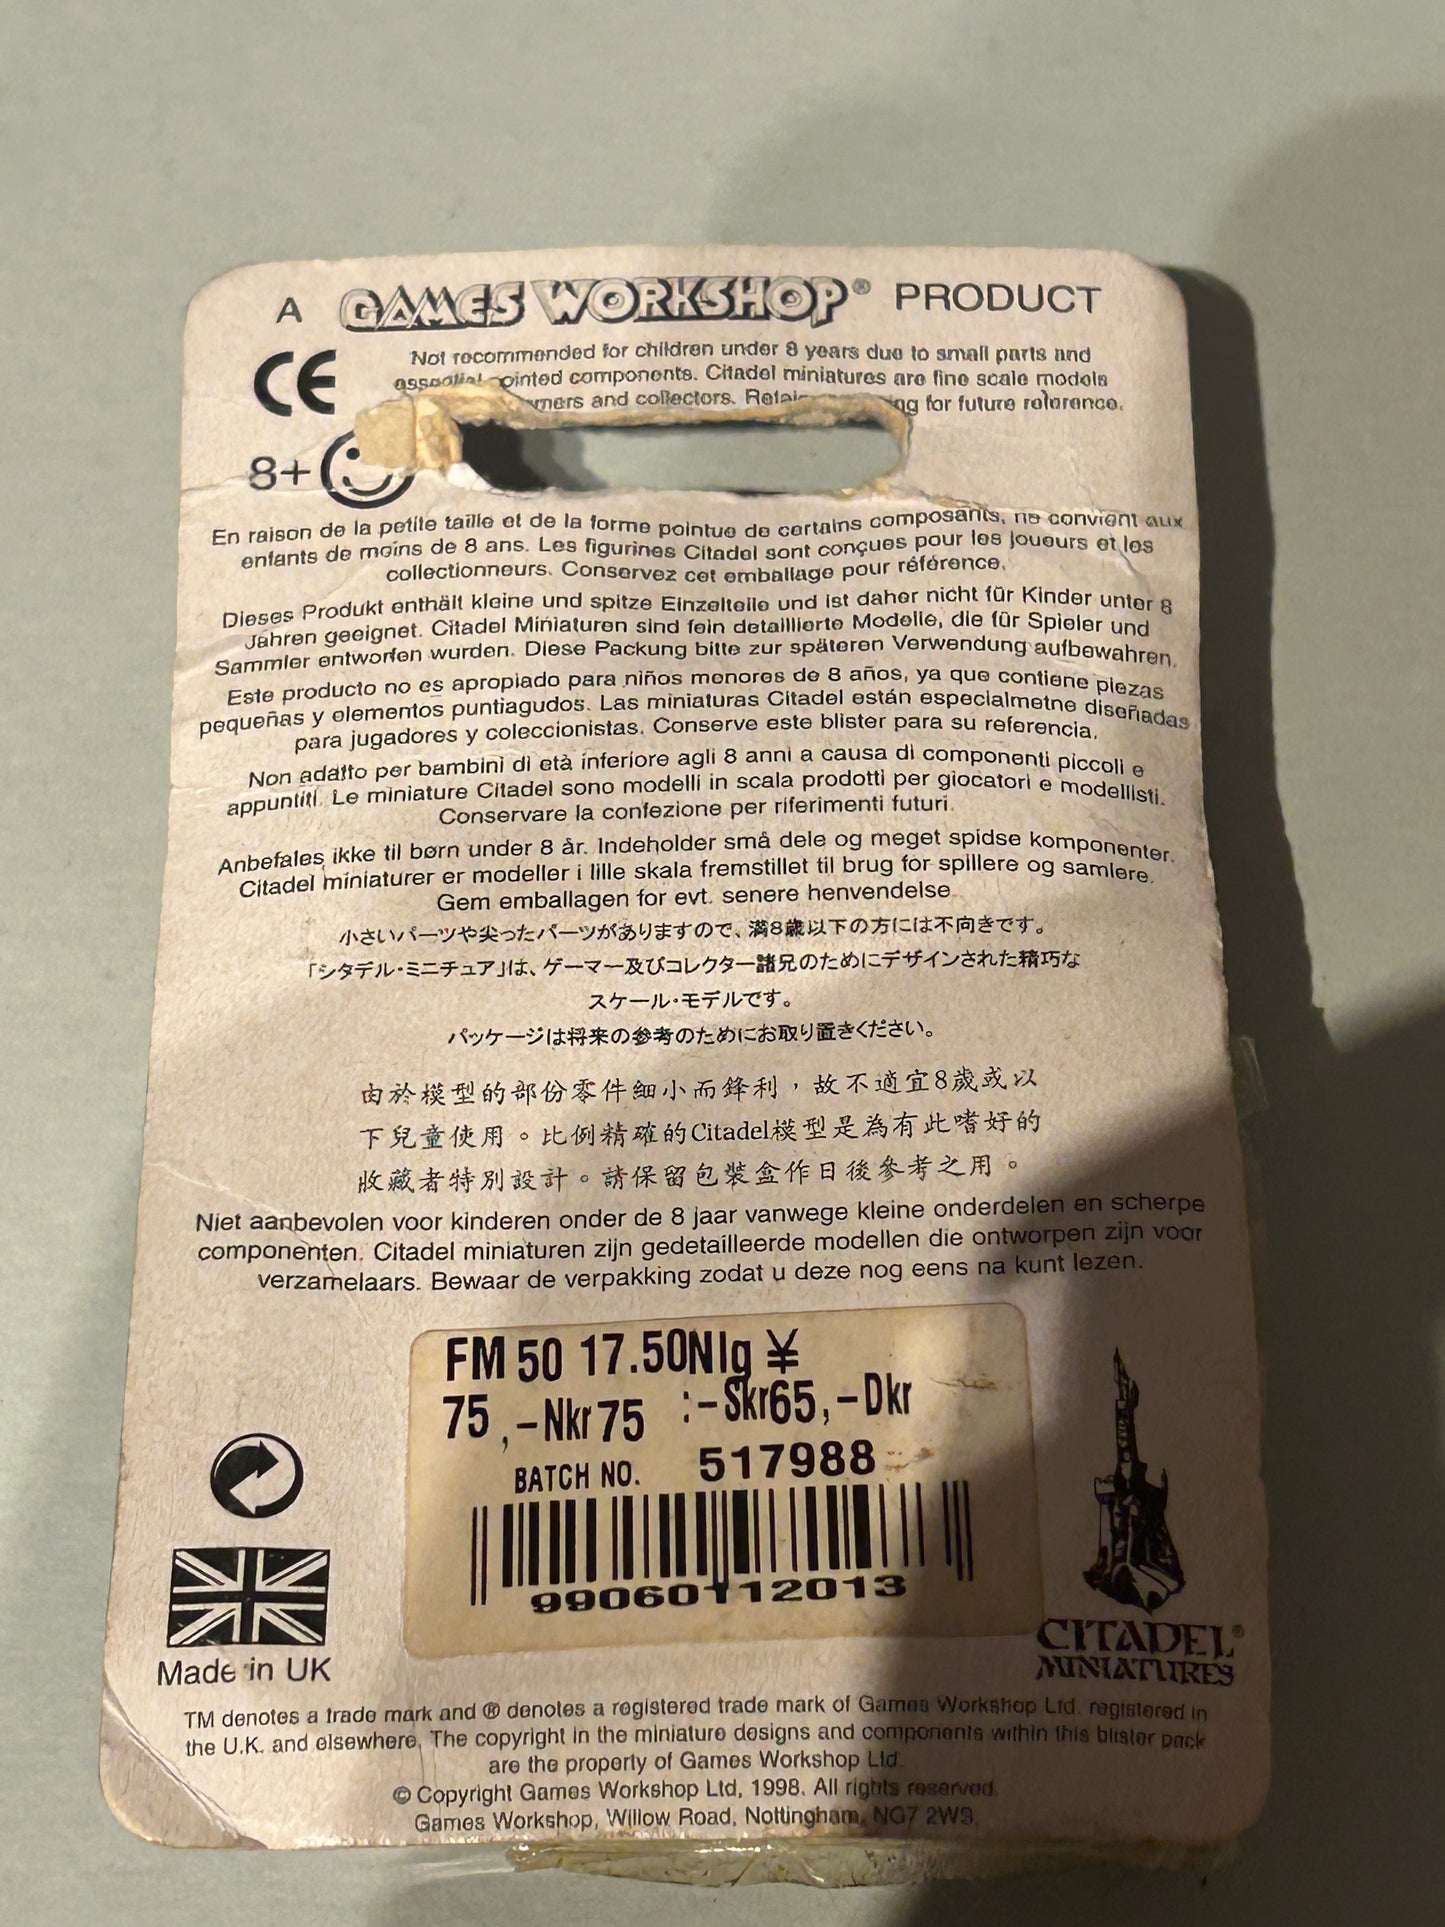 A GAMES WORKSHOP® PRODUCT
CE
Not recommended for children under 8 years due to small parts and
essential pointed components. Citadel miniatures are fine scale models
and collectors. for future reference.
8+
En raison de la petite taille et de la forme pointue de certains composants, ne convient aux
enfants de moins de 8 ans. Les figurines Citadel sont conçues pour les joueurs et les
collectionneurs. Conservez cet emballage pour référence.
Dieses Produkt enthält kleine und spitze Einzelteile und ist daher nicht für Kinder unter 8
Jahren geeignet. Citadel Miniaturen sind fein detaillierte Modelle, die für Spieler und
Sammler entworfen wurden. Diese Packung bitte zur späteren Verwendung aufbewahren.
Este producto no es apropiado para niños menores de 8 años, ya que contiene piezas
pequeñas y elementos puntiagudos. Las miniaturas Citadel están especialmetne diseñadas
para jugadores y coleccionistas. Conserve este blister para su referencia.
Non adatto per bambini di età inferiore agli 8 anni a causa di componenti piccoli e
appuntiti. Le miniature Citadel sono modelli in scala prodotti per giocatori e modellisti.
Conservare la confezione per riferimenti futuri.
Anbefales ikke til børn under 8 år. Indeholder små dele og meget spidse komponenter.
Citadel miniaturer er modeller i lille skala fremstillet til brug for spillere og samlere.
Gem emballagen for evt. senere henvendelse.
小さいパーツや尖ったパーツがありますので、満8歳以下の方には不向きです。
「シタデル・ミニチュア」は、ゲーマー及びコレクター諸兄のためにデザインされた精巧な
スケール・モデルです。
パッケージは将来の参考のためにお取り置きください。
由於模型的部份零件細小而鋒利，故不適宜8歲或以
下兒童使用。比例精確的Citadel模型是為有此嗜好的
收藏者特別設計。請保留包裝盒作日後參考之用。
Niet aanbevolen voor kinderen onder de 8 jaar vanwege kleine onderdelen en scherpe
componenten. Citadel miniaturen zijn gedetailleerde modellen die ontworpen zijn voor
verzamelaars. Bewaar de verpakking zodat u deze nog eens na kunt lezen.
FM 50 17.50Nlg ¥
75,-Nkr 75 :-Skr65,-Dkr
BATCH NO. 517988
99060112013
Made in UK
CITADEL®
MINIATURES
TM denotes a trade mark and ® denotes a registered trade mark of Games Workshop Ltd. registered in
the U.K. and elsewhere. The copyright in the miniature designs and components within this blister pack
are the property of Games Workshop Ltd.
© Copyright Games Workshop Ltd, 1998. All rights reserved.
Games Workshop, Willow Road, Nottingham, NG7 2WS.